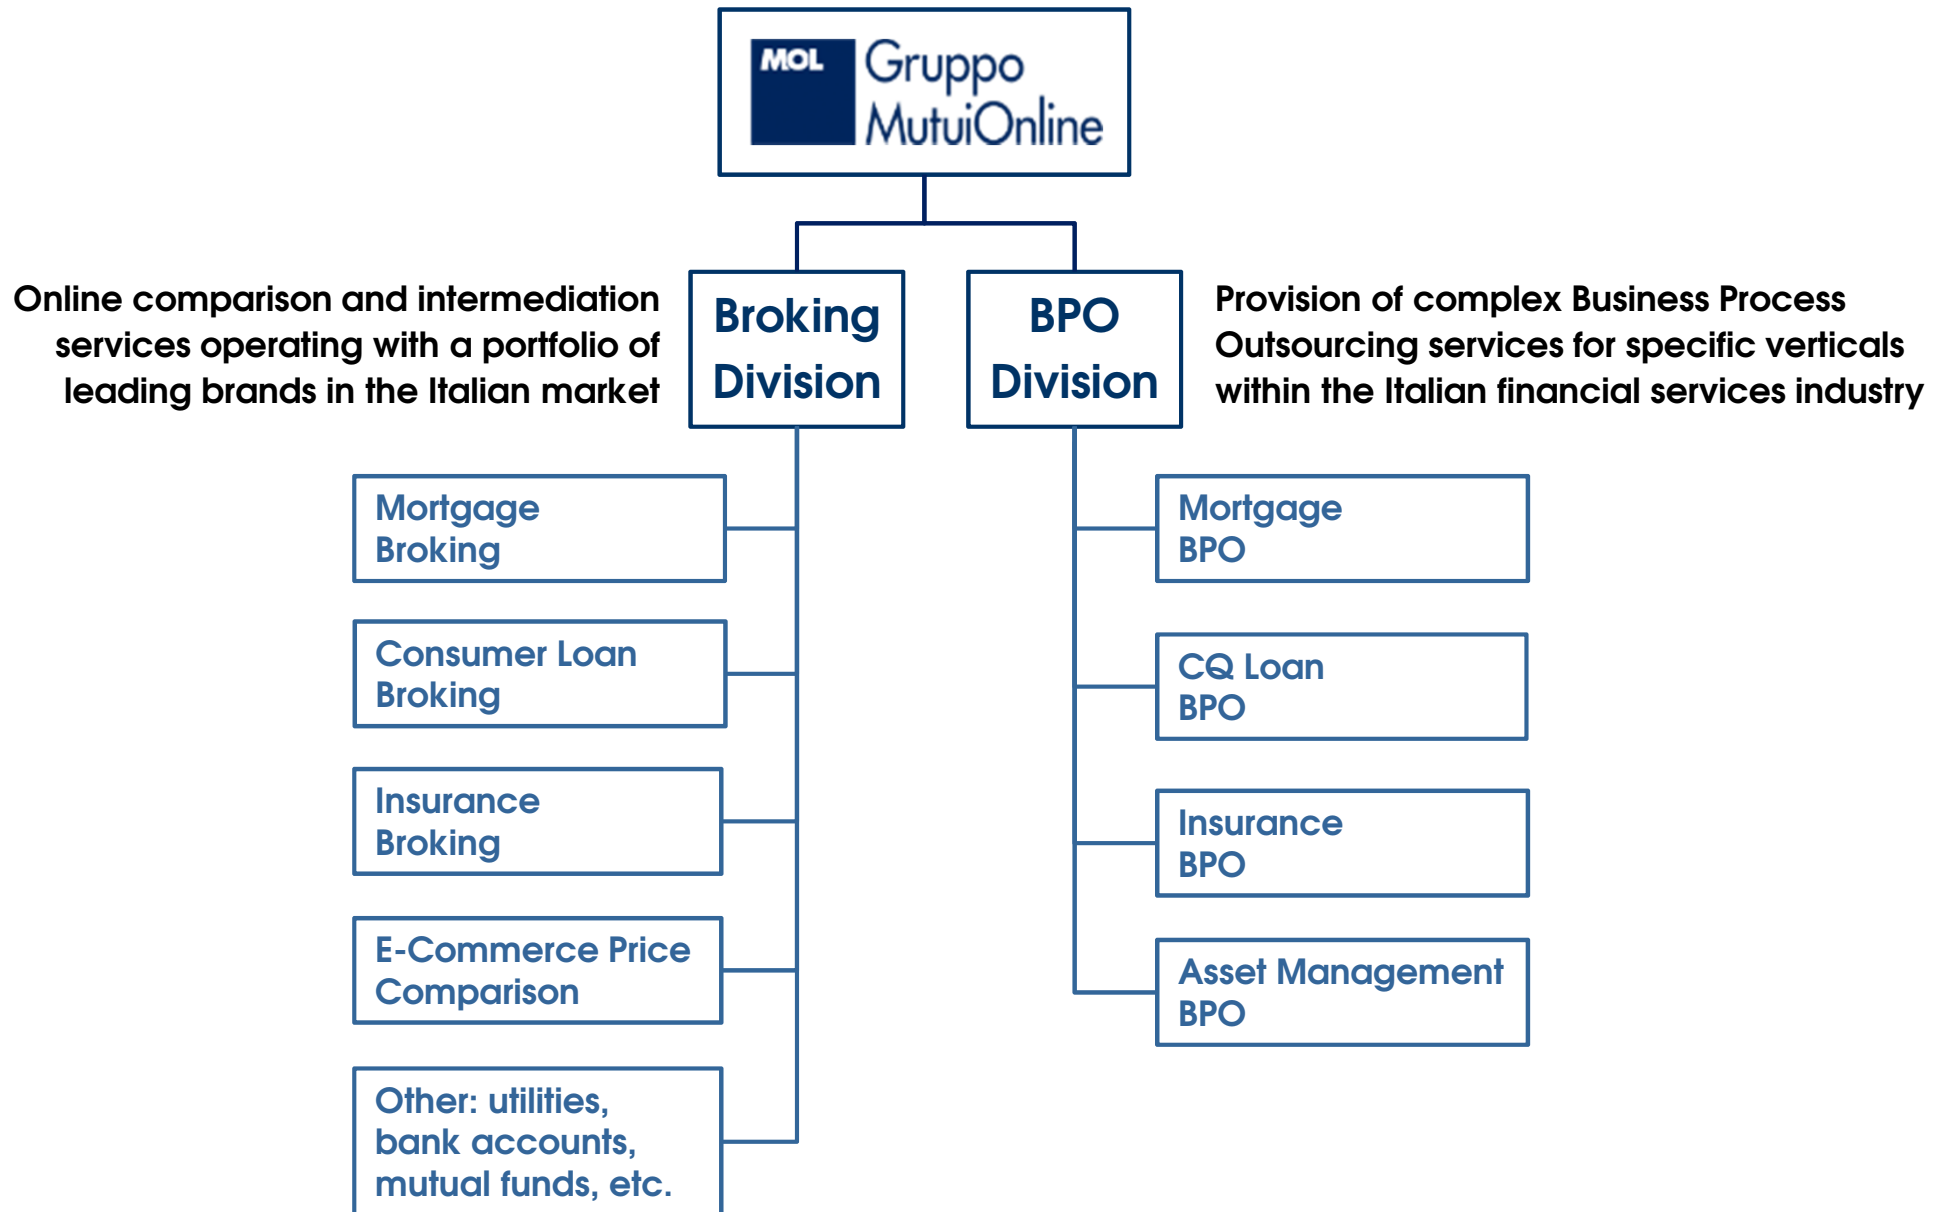 MOL
Gruppo
MutuiOnline
Online comparison and intermediation
services operating with a portfolio of
leading brands in the Italian market
Broking
Division
BPO
Division
Provision of complex Business Process
Outsourcing services for specific verticals
within the Italian financial services industry
Mortgage
Broking
Consumer Loan
Broking
Insurance
Broking
E-Commerce Price
Comparison
Other: utilities,
bank accounts,
mutual funds, etc.
Mortgage
BPO
CQ Loan
BPO
Insurance
BPO
Asset Management
BPO